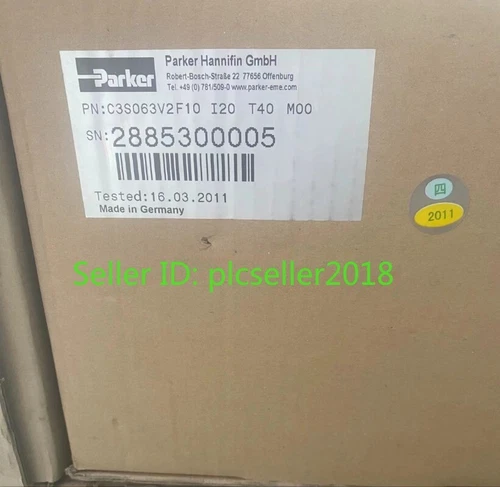 Parker
Parker Hannifin GmbH
Robert-Bosch-Straße 22 77656 Offenburg
Tel. +49 (0) 781/509-0 www.parker-eme.com
PN:C3S063V2F10 I20 T40 M00
SN:2885300005
Tested:16.03.2011
Made in Germany
四
2011
Seller ID: plcseller2018